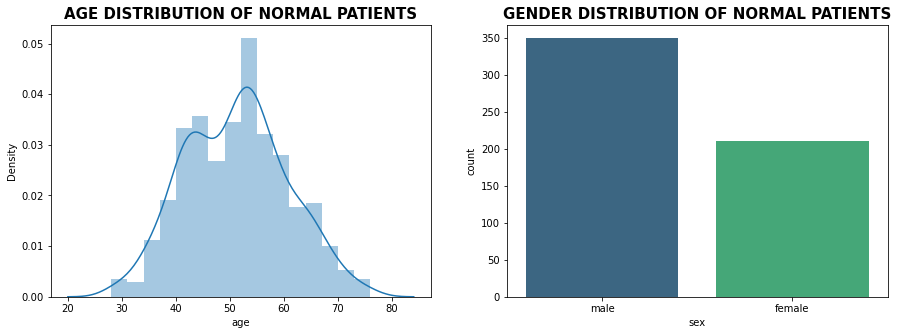 AGE DISTRIBUTION OF NORMAL PATIENTS
0.05
0.04
0.03
0.02
0.01
0.00
Density
20 30 40 50 60 70 80
age
GENDER DISTRIBUTION OF NORMAL PATIENTS
350
300
250
200
150
100
50
0
count
male female
sex